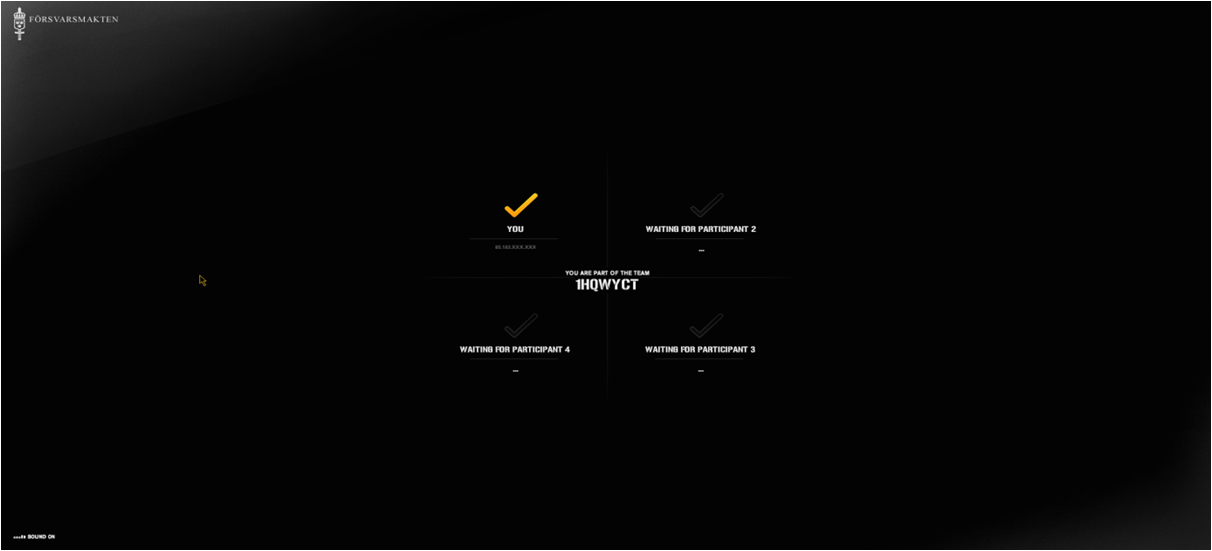 FÖRSVARSMAKTEN
YOU
WAITING FOR PARTICIPANT 2
...
YOU ARE PART OF THE TEAM
1HQWYCT
WAITING FOR PARTICIPANT 4
...
WAITING FOR PARTICIPANT 3
...
SOUND ON